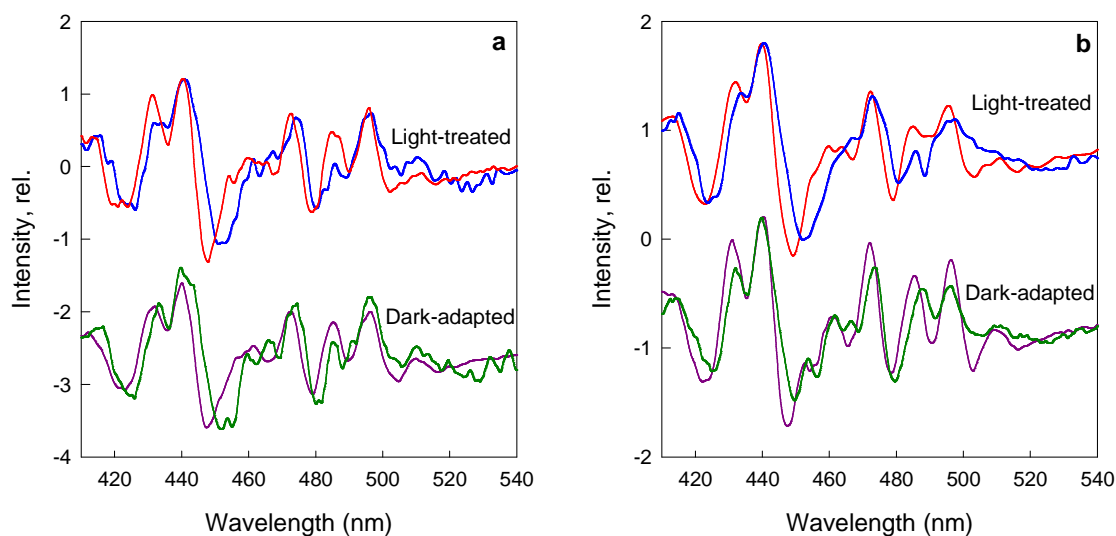 a
Light-treated
Dark-adapted
Intensity, rel.
2
1
0
-1
-2
-3
-4
420 440 460 480 500 520 540
Wavelength (nm)
b
Light-treated
Dark-adapted
Intensity, rel.
2
1
0
-1
-2
420 440 460 480 500 520 540
Wavelength (nm)